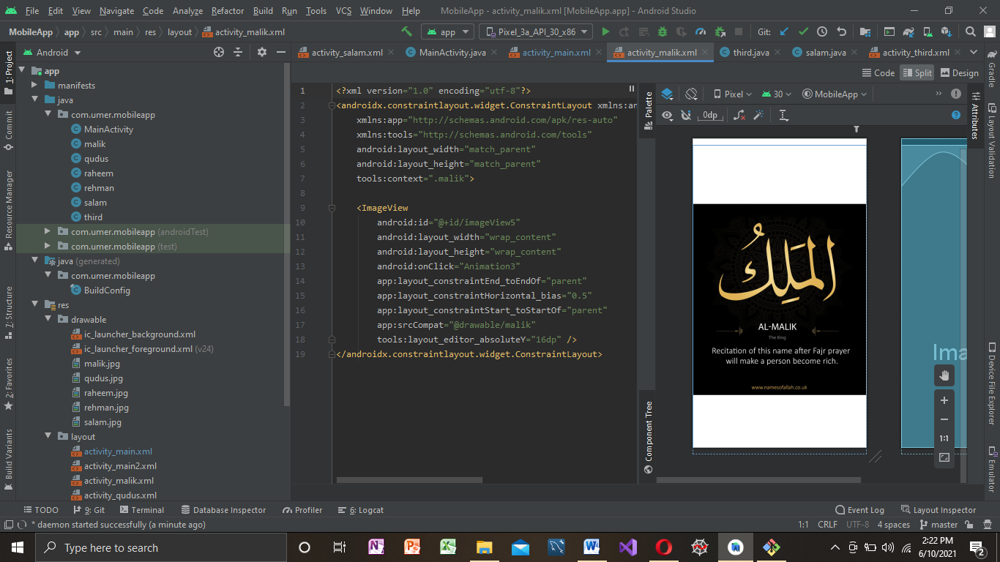 File Edit View Navigate Code Analyze Refactor Build Run Tools VCS Window Help MobileApp - activity_malik.xml [MobileApp.app] - Android Studio
MobileApp app src main res layout activity_malik.xml app Pixel_3a_API_30_x86 Git:
Android activity_salam.xml MainActivity.java activity_main.xml activity_malik.xml third.java salam.java activity_third.xml
Code Split Design
1: Project
Commit
Resource Manager
7: Structure
2: Favorites
Build Variants
app
manifests
java
com.umer.mobileapp
MainActivity
malik
qudus
raheem
rehman
salam
third
com.umer.mobileapp (androidTest)
com.umer.mobileapp (test)
java (generated)
com.umer.mobileapp
BuildConfig
res
drawable
ic_launcher_background.xml
ic_launcher_foreground.xml (v24)
malik.jpg
qudus.jpg
raheem.jpg
rehman.jpg
salam.jpg
layout
activity_main.xml
activity_main2.xml
activity_malik.xml
activity_qudus.xml
1 <?xml version="1.0" encoding="utf-8"?>
2 <androidx.constraintlayout.widget.ConstraintLayout xmlns:an
3 xmlns:app="http://schemas.android.com/apk/res-auto"
4 xmlns:tools="http://schemas.android.com/tools"
5 android:layout_width="match_parent"
6 android:layout_height="match_parent"
7 tools:context=".malik">
8
9 <ImageView
10 android:id="@+id/imageView5"
11 android:layout_width="wrap_content"
12 android:layout_height="wrap_content"
13 android:onClick="Animation3"
14 app:layout_constraintEnd_toEndOf="parent"
15 app:layout_constraintHorizontal_bias="0.5"
16 app:layout_constraintStart_toStartOf="parent"
17 app:srcCompat="@drawable/malik"
18 tools:layout_editor_absoluteY="16dp" />
19 </androidx.constraintlayout.widget.ConstraintLayout>
Palette
Component Tree
Pixel 30 MobileApp
0dp
المَلِكُ
AL-MALIK
The King
Recitation of this name after Fajr prayer
will make a person become rich.
www.namesofallah.co.uk
Ima
1:1
Attributes
Gradle
Layout Validation
Device File Explorer
Emulator
TODO 9: Git Terminal Database Inspector Profiler 6: Logcat Event Log Layout Inspector
* daemon started successfully (a minute ago) 1:1 CRLF UTF-8 4 spaces master
Type here to search
2:22 PM
6/10/2021
2